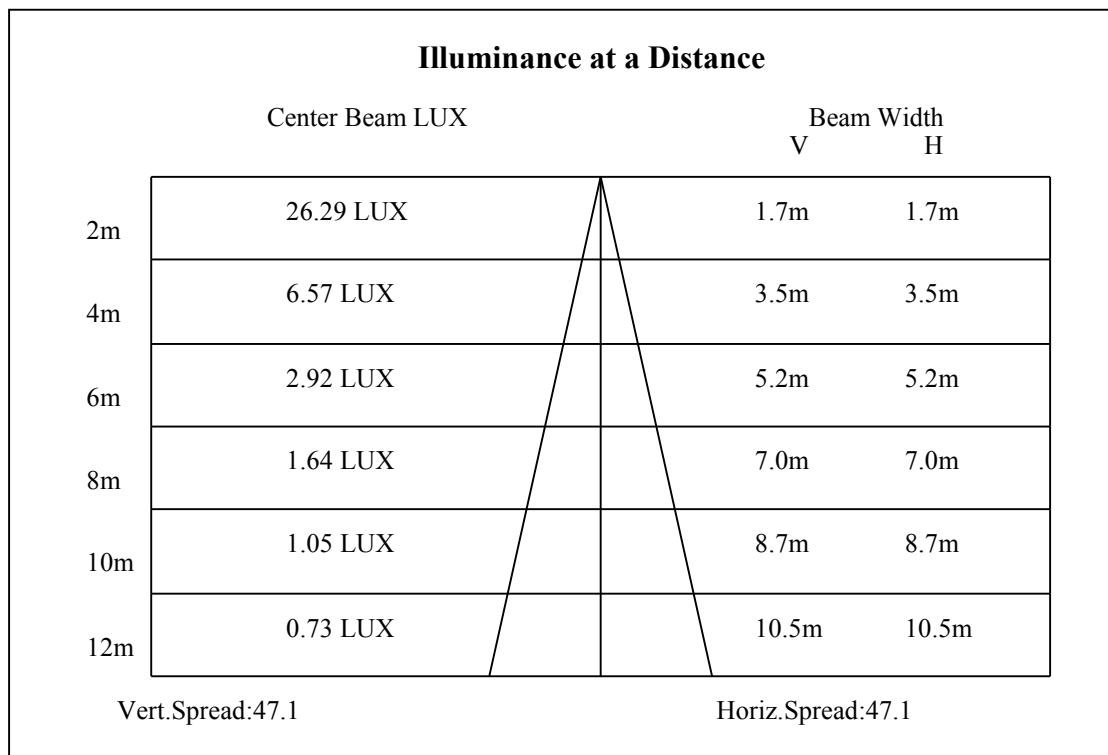 Illuminance at a Distance
Center Beam LUX Beam Width
V H
2m 26.29 LUX 1.7m 1.7m
4m 6.57 LUX 3.5m 3.5m
6m 2.92 LUX 5.2m 5.2m
8m 1.64 LUX 7.0m 7.0m
10m 1.05 LUX 8.7m 8.7m
12m 0.73 LUX 10.5m 10.5m
Vert.Spread:47.1 Horiz.Spread:47.1